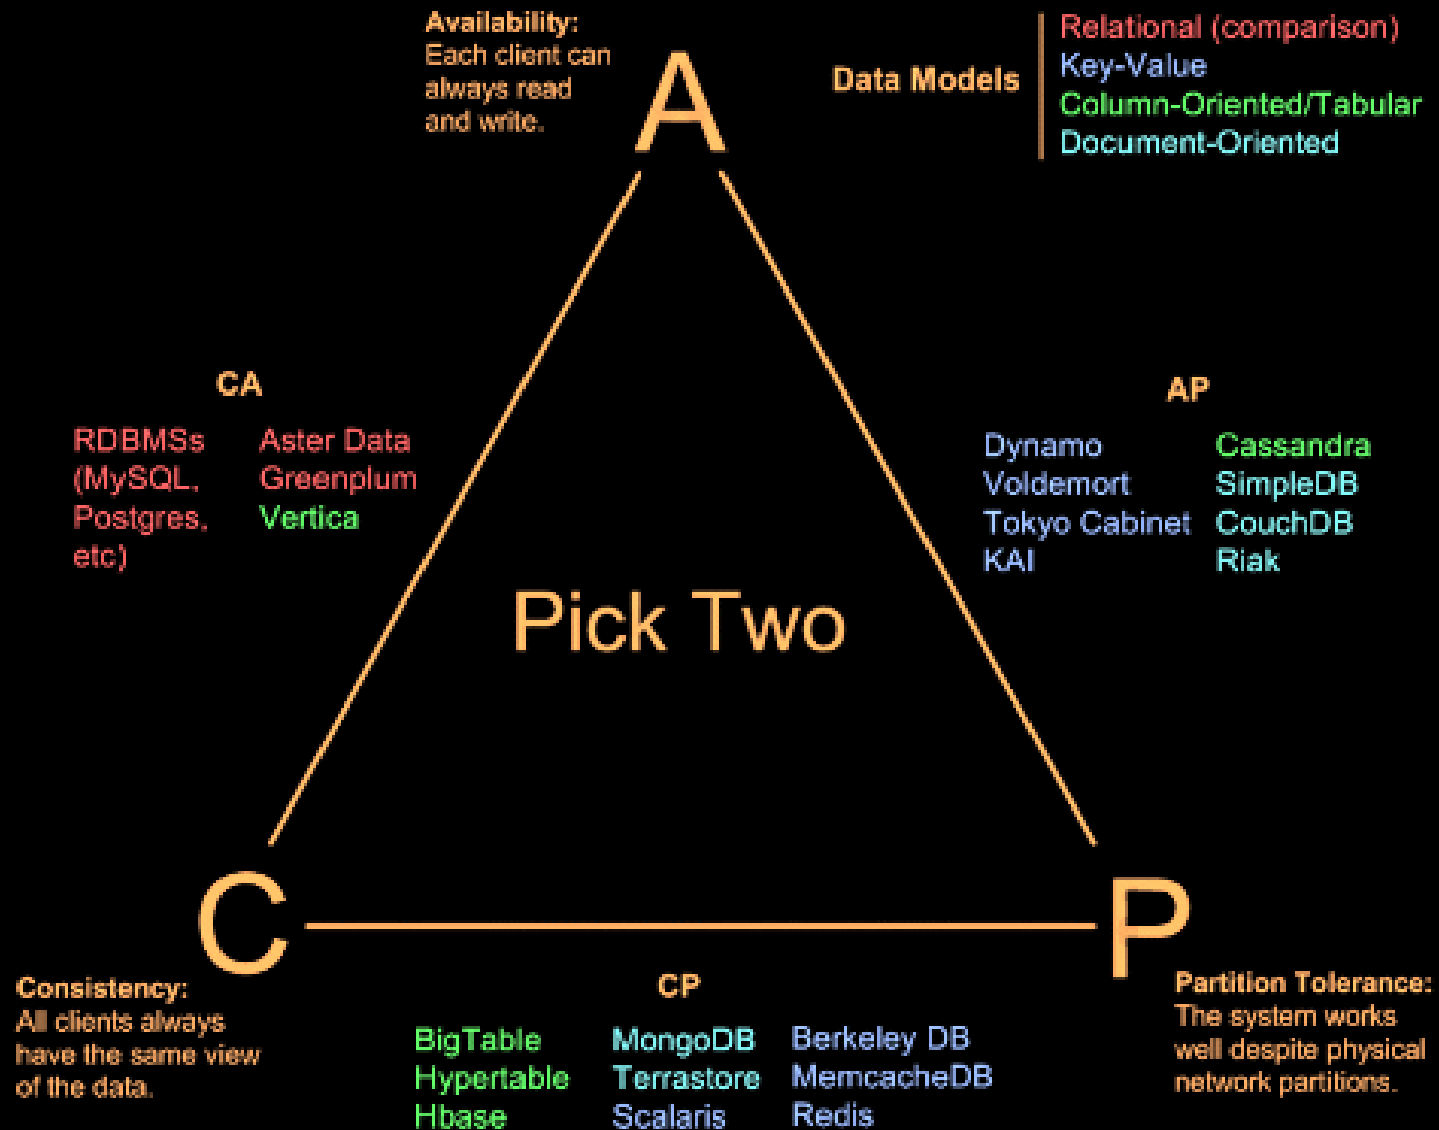 Availability:
Each client can
always read
and write.
A
Data Models
Relational (comparison)
Key-Value
Column-Oriented/Tabular
Document-Oriented
CA
RDBMSs
(MySQL,
Postgres,
etc)
Aster Data
Greenplum
Vertica
AP
Dynamo
Voldemort
Tokyo Cabinet
KAI
Cassandra
SimpleDB
CouchDB
Riak
Pick Two
C
P
Consistency:
All clients always
have the same view
of the data.
CP
BigTable
Hypertable
Hbase
MongoDB
Terrastore
Scalaris
Berkeley DB
MemcacheDB
Redis
Partition Tolerance:
The system works
well despite physical
network partitions.